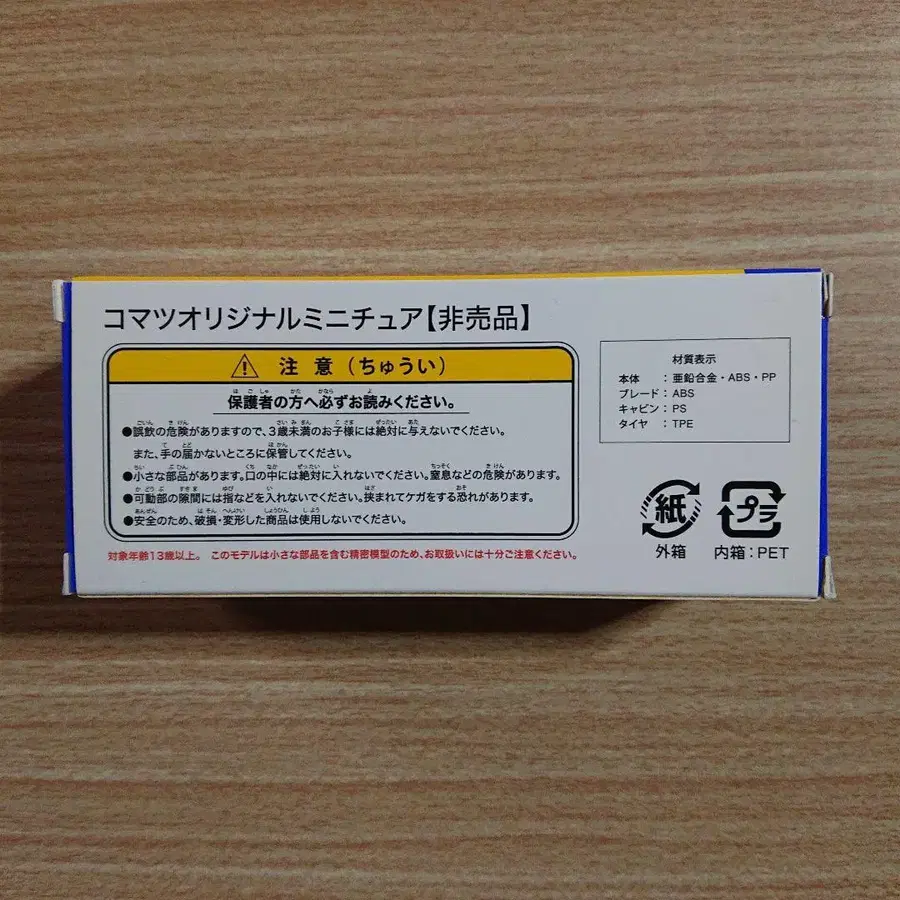 コマツオリジナルミニチュア【非売品】
⚠ 注 意（ちゅうい）
保護者の方へ必ずお読みください。
●誤飲の危険がありますので、3歳未満のお子様には絶対に与えないでください。
また、手の届かないところに保管してください。
●小さな部品があります。口の中には絶対に入れないでください。窒息などの危険があります。
●可動部の隙間には指などを入れないでください。挟まれてケガをする恐れがあります。
●安全のため、破損・変形した商品は使用しないでください。
対象年齢13歳以上。 このモデルは小さな部品を含む精密模型のため、お取扱いには十分ご注意ください。
材質表示
本体 ： 亜鉛合金・ABS・PP
ブレード： ABS
キャビン： PS
タイヤ ： TPE
紙
外箱
プラ
内箱：PET